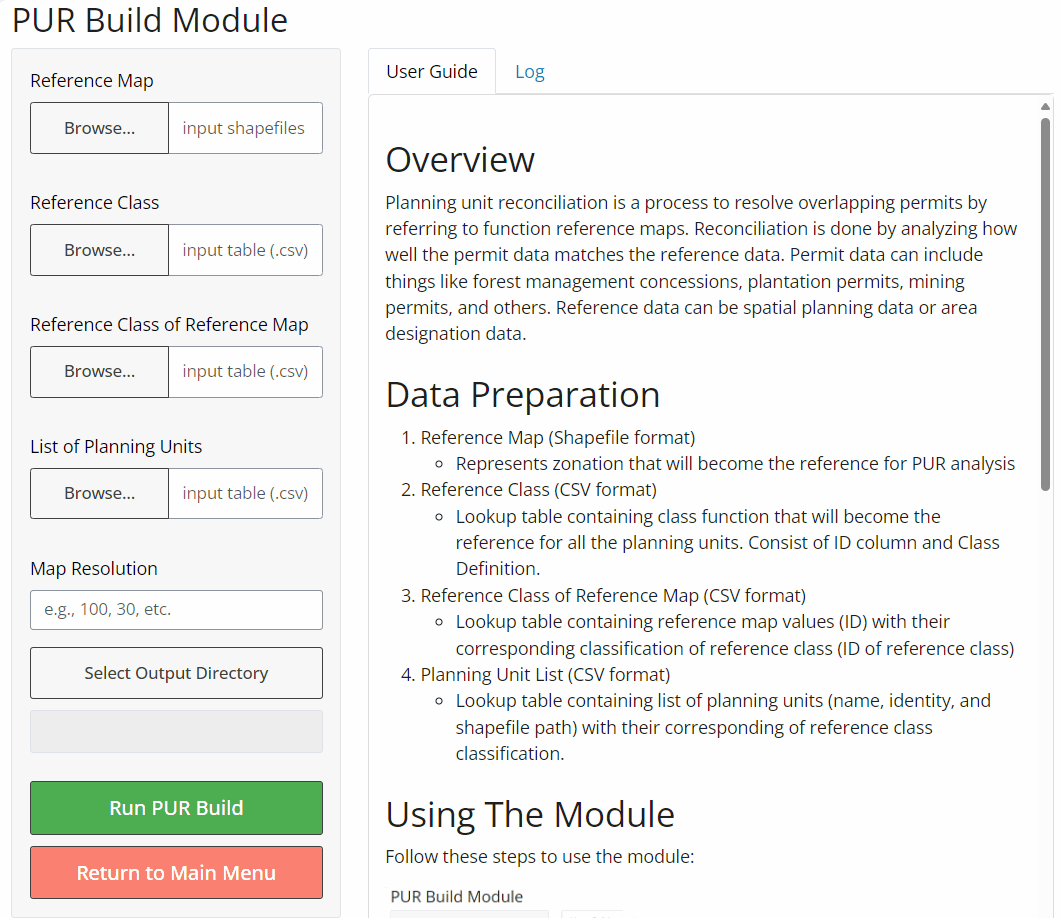 PUR Build Module
Reference Map
Browse... input shapefiles
Reference Class
Browse... input table (.csv)
Reference Class of Reference Map
Browse... input table (.csv)
List of Planning Units
Browse... input table (.csv)
Map Resolution
e.g., 100, 30, etc.
Select Output Directory
Run PUR Build
Return to Main Menu
User Guide Log
Overview
Planning unit reconciliation is a process to resolve overlapping permits by
referring to function reference maps. Reconciliation is done by analyzing how
well the permit data matches the reference data. Permit data can include
things like forest management concessions, plantation permits, mining
permits, and others. Reference data can be spatial planning data or area
designation data.
Data Preparation
1. Reference Map (Shapefile format)
◦ Represents zonation that will become the reference for PUR analysis
2. Reference Class (CSV format)
◦ Lookup table containing class function that will become the
reference for all the planning units. Consist of ID column and Class
Definition.
3. Reference Class of Reference Map (CSV format)
◦ Lookup table containing reference map values (ID) with their
corresponding classification of reference class (ID of reference class)
4. Planning Unit List (CSV format)
◦ Lookup table containing list of planning units (name, identity, and
shapefile path) with their corresponding of reference class
classification.
Using The Module
Follow these steps to use the module:
PUR Build Module